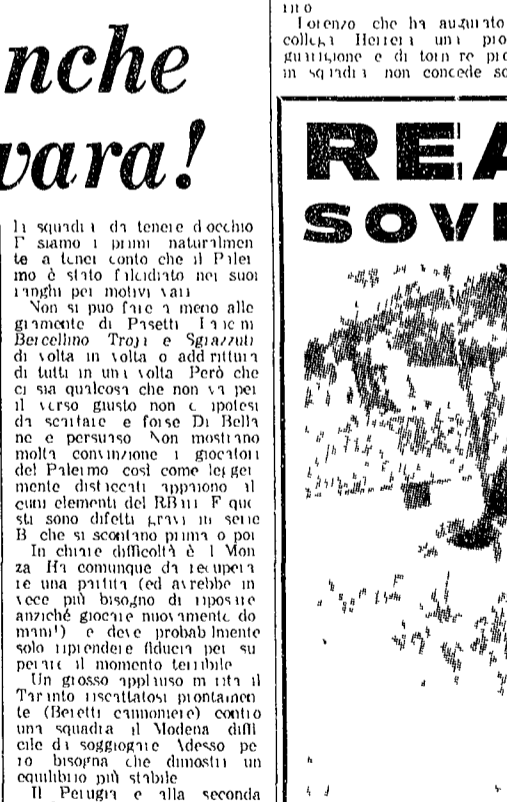 nche
vara!
squadra da tenere d occhio
E siamo i primi naturalmen
te a tener conto che il Paler
mo è stato falcidiato nei suoi
ranghi per motivi vari
Non si può fare a meno alle
giamente di Pasetti
Bercellino Troja e Sgrazzuti
di volta in volta o addirittura
di tutti in una volta Però che
ci sia qualcosa che non va per
il verso giusto non è ipotesi
da scartare e forse Di Bella
ne è persuaso Non mostrano
molta convinzione i giocatori
del Palermo così come
mente distaccati appaiono
elementi del E que
sti sono difetti gravi in serie
B che si scontano prima o poi
In chiare difficoltà è l Mon
za Ha comunque da recupera
re una partita (ed avrebbe in
vece più bisogno di riposare
anziché giocare nuovamente do
mani!) e deve probabilmente
solo riprendere fiducia per su
perare il momento terribile
Un grosso applauso merita il
Taranto riscattatosi prontamen
te (Beretti cannoniere) contro
una squadra il Modena diffi
cile da soggiogare Adesso pe
rò bisogna che dimostri un
equilibrio più stabile
Il Perugia è alla seconda
Lorenzo che ha augurato
collega Herrera una
guarigione e di tornare
in squadra non concede
REA
SOV